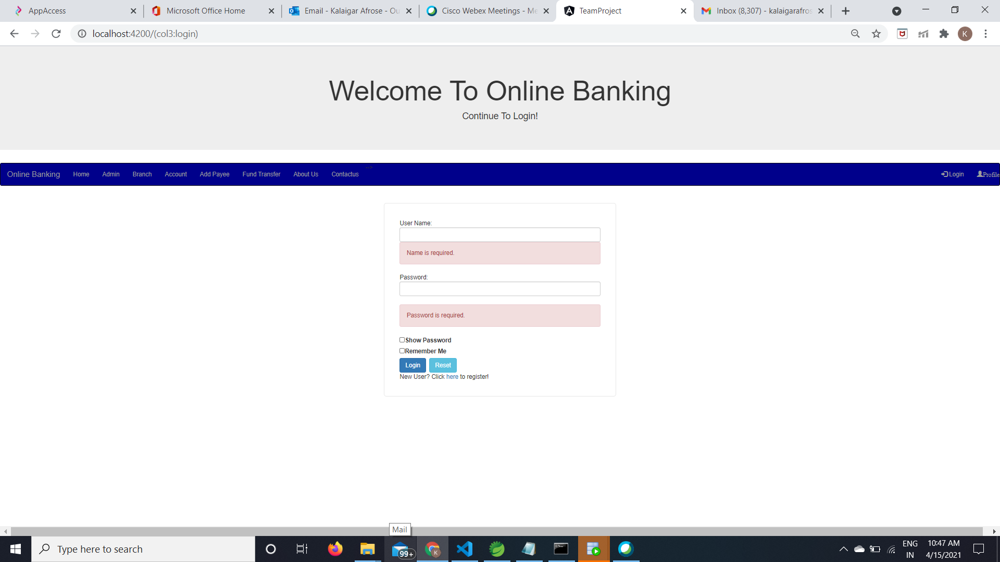 AppAccess
Microsoft Office Home
Email - Kalaigar Afrose - Ou
Cisco Webex Meetings - Me
TeamProject
Inbox (8,307) - kalaigarafros
localhost:4200/(col3:login)
K
Welcome To Online Banking
Continue To Login!
Online Banking Home Admin Branch Account Add Payee Fund Transfer About Us Contactus --> Login Profile
User Name:
Name is required.
Password:
Password is required.
Show Password
Remember Me
Login Reset
New User? Click here to register!
Mail
Type here to search
99+
K
ENG
IN
10:47 AM
4/15/2021